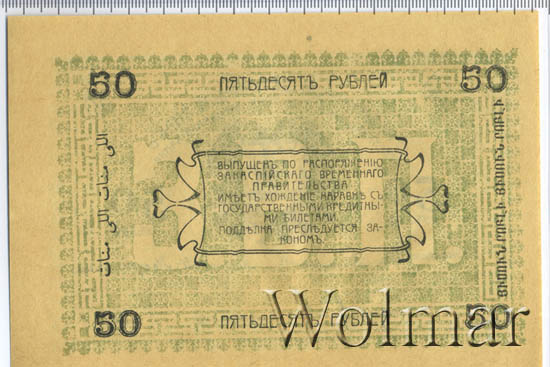 50 ПЯТЬДЕСЯТЪ РУБЛЕЙ 50
ВЫПУЩЕНЪ ПО РАСПОРЯЖЕНІЮ
ЗАКАСПІЙСКАГО ВРЕМЕННАГО
ПРАВИТЕЛЬСТВА
ИМѢЕТЪ ХОЖДЕНІЕ НАРАВНѢ СЪ
ГОСУДАРСТВЕННЫМИ КРЕДИТНЫ-
МИ БИЛЕТАМИ.
ПОДДѢЛКА ПРЕСЛѢДУЕТСЯ ЗА-
КОНОМЪ.
50 ПЯТЬДЕСЯТЪ РУБЛЕЙ 50
Wolmar